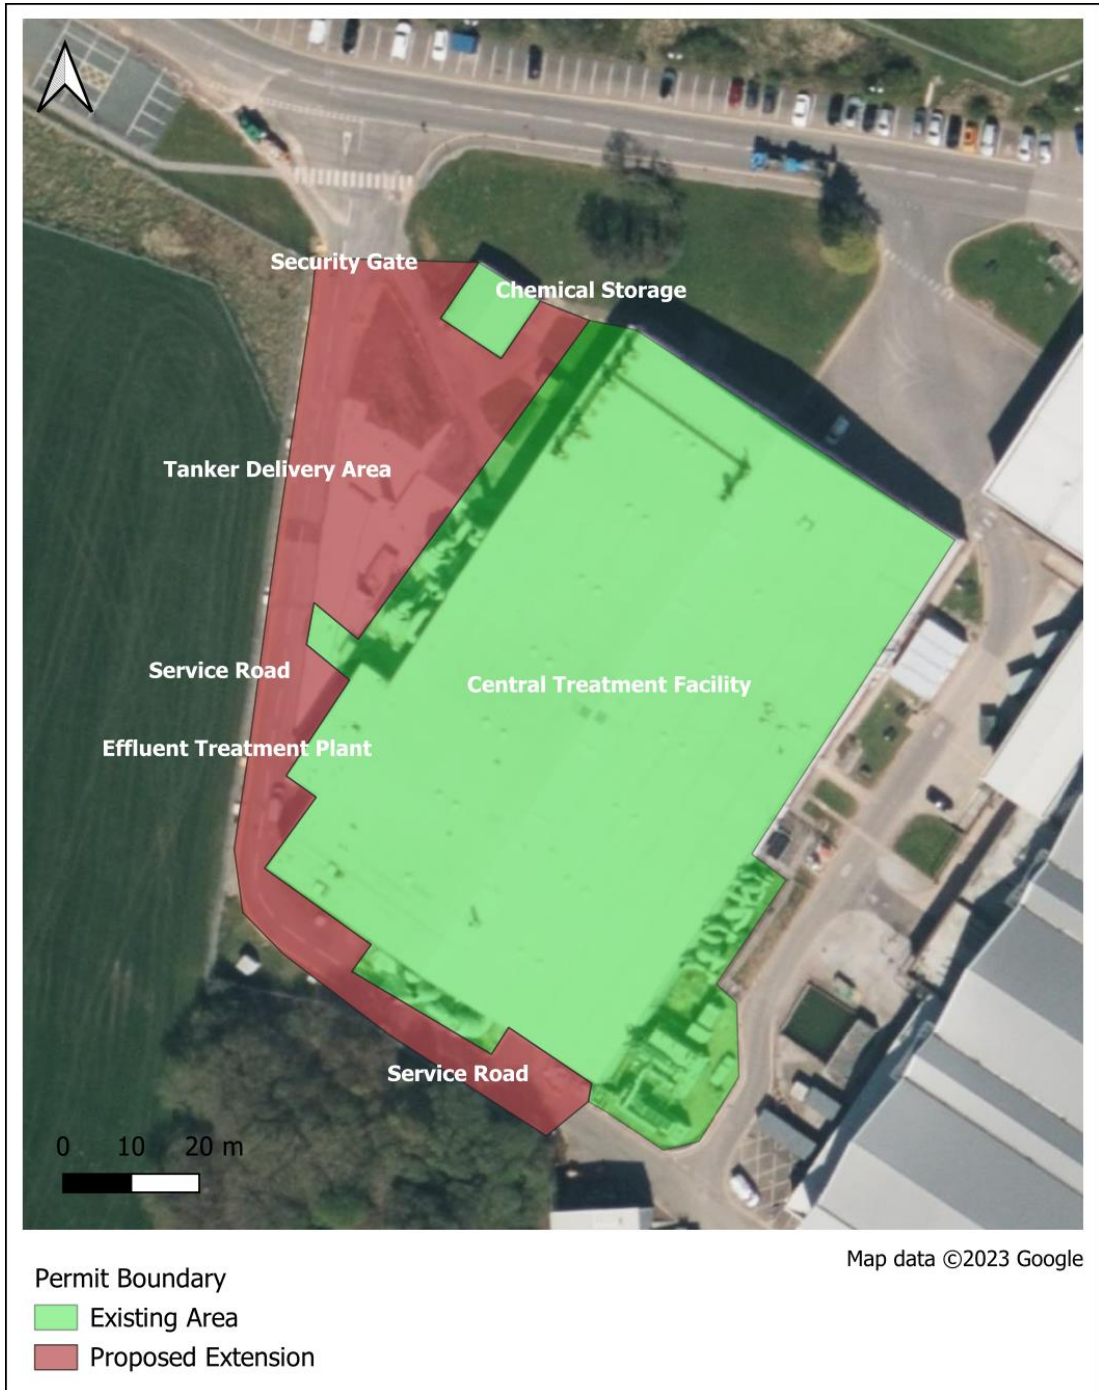 Security Gate
Chemical Storage
Tanker Delivery Area
Service Road
Central Treatment Facility
Effluent Treatment Plant
Service Road
0 10 20 m
Map data ©2023 Google
Permit Boundary
Existing Area
Proposed Extension